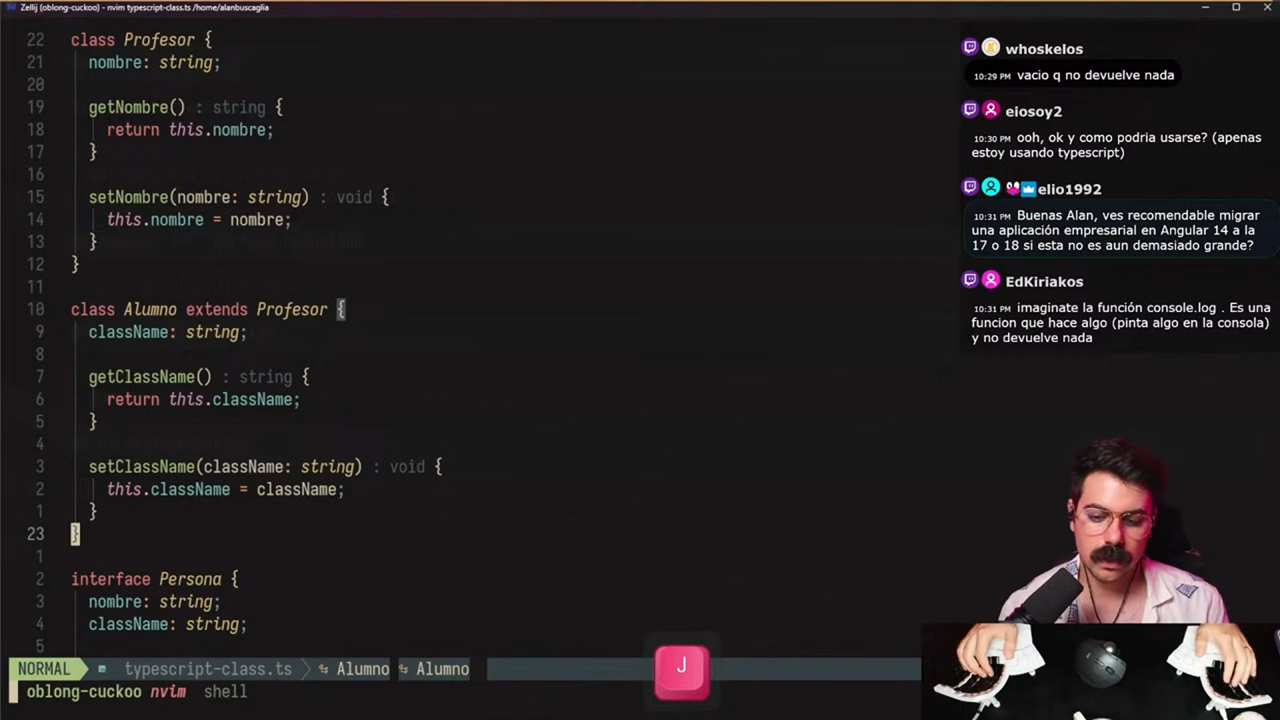 Zellij (oblong-cuckoo) - nvim typescript-class.ts /home/alanbuscaglia
22 class Profesor {
21 nombre: string;
20
19 getNombre() : string {
18 return this.nombre;
17 }
16
15 setNombre(nombre: string) : void {
14 this.nombre = nombre;
13 }
12 }
11
10 class Alumno extends Profesor {
9 className: string;
8
7 getClassName() : string {
6 return this.className;
5 }
4
3 setClassName(className: string) : void {
2 this.className = className;
1 }
23 }
1
2 interface Persona {
3 nombre: string;
4 className: string;
5
NORMAL typescript-class.ts Alumno Alumno
oblong-cuckoo nvim shell
J
whoskelos
10:29 PM vacio q no devuelve nada
eiosoy2
10:30 PM ooh, ok y como podria usarse? (apenas
estoy usando typescript)
elio1992
10:31 PM Buenas Alan, ves recomendable migrar
una aplicación empresarial en Angular 14 a la
17 o 18 si esta no es aun demasiado grande?
EdKiriakos
10:31 PM imaginate la función console.log . Es una
funcion que hace algo (pinta algo en la consola)
y no devuelve nada